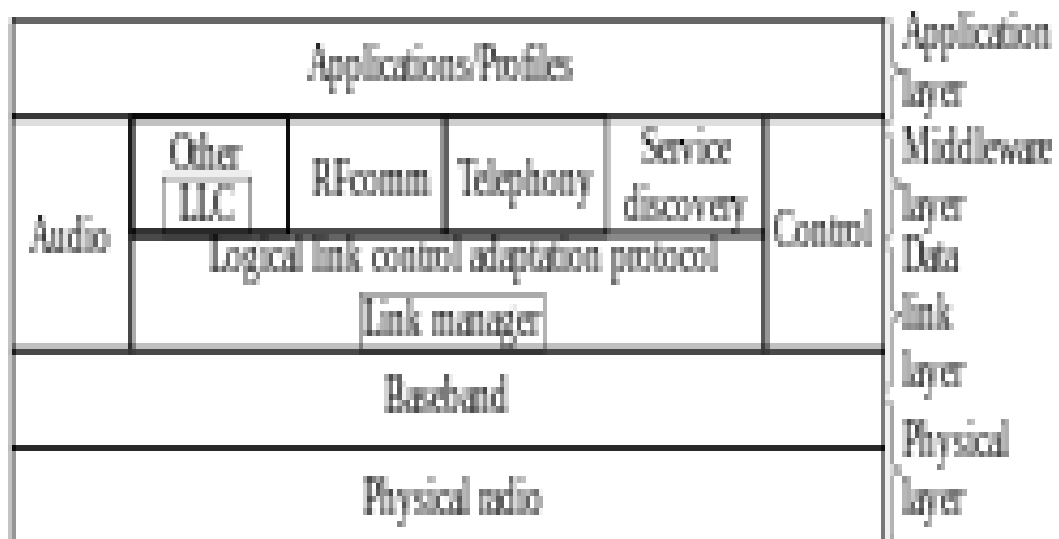 Applications/Profiles
Application
layer
Other
LLC
RFcomm
Telephony
Service
discovery
Audio
Control
Middleware
layer
Logical link control adaptation protocol
Link manager
Data
link
layer
Baseband
Physical radio
Physical
layer